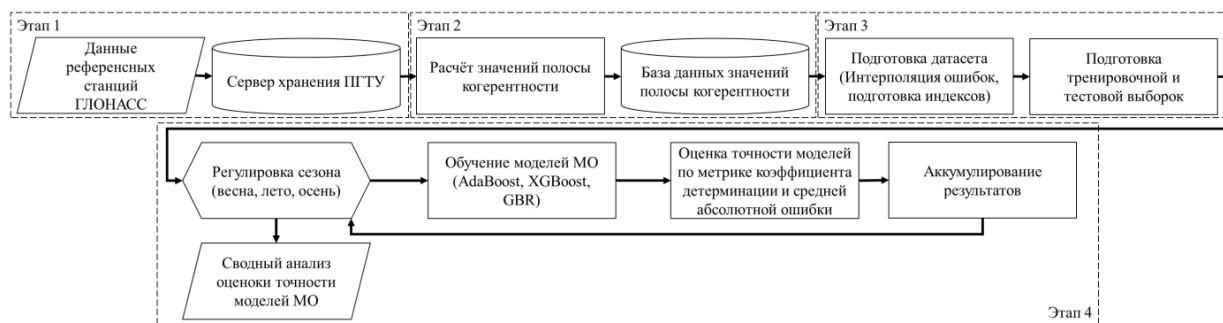 Этап 1
Данные
референсных
станций
ГЛОНАСС
Сервер хранения ПГТУ
Этап 2
Расчёт значений полосы
когерентности
База данных значений
полосы когерентности
Этап 3
Подготовка датасета
(Интерполяция ошибок,
подготовка индексов)
Подготовка
тренировочной и
тестовой выборок
Регулировка сезона
(весна, лето, осень)
Обучение моделей МО
(AdaBoost, XGBoost,
GBR)
Оценка точности моделей
по метрике коэффициента
детерминации и средней
абсолютной ошибки
Аккумулирование
результатов
Сводный анализ
оценоки точности
моделей МО
Этап 4